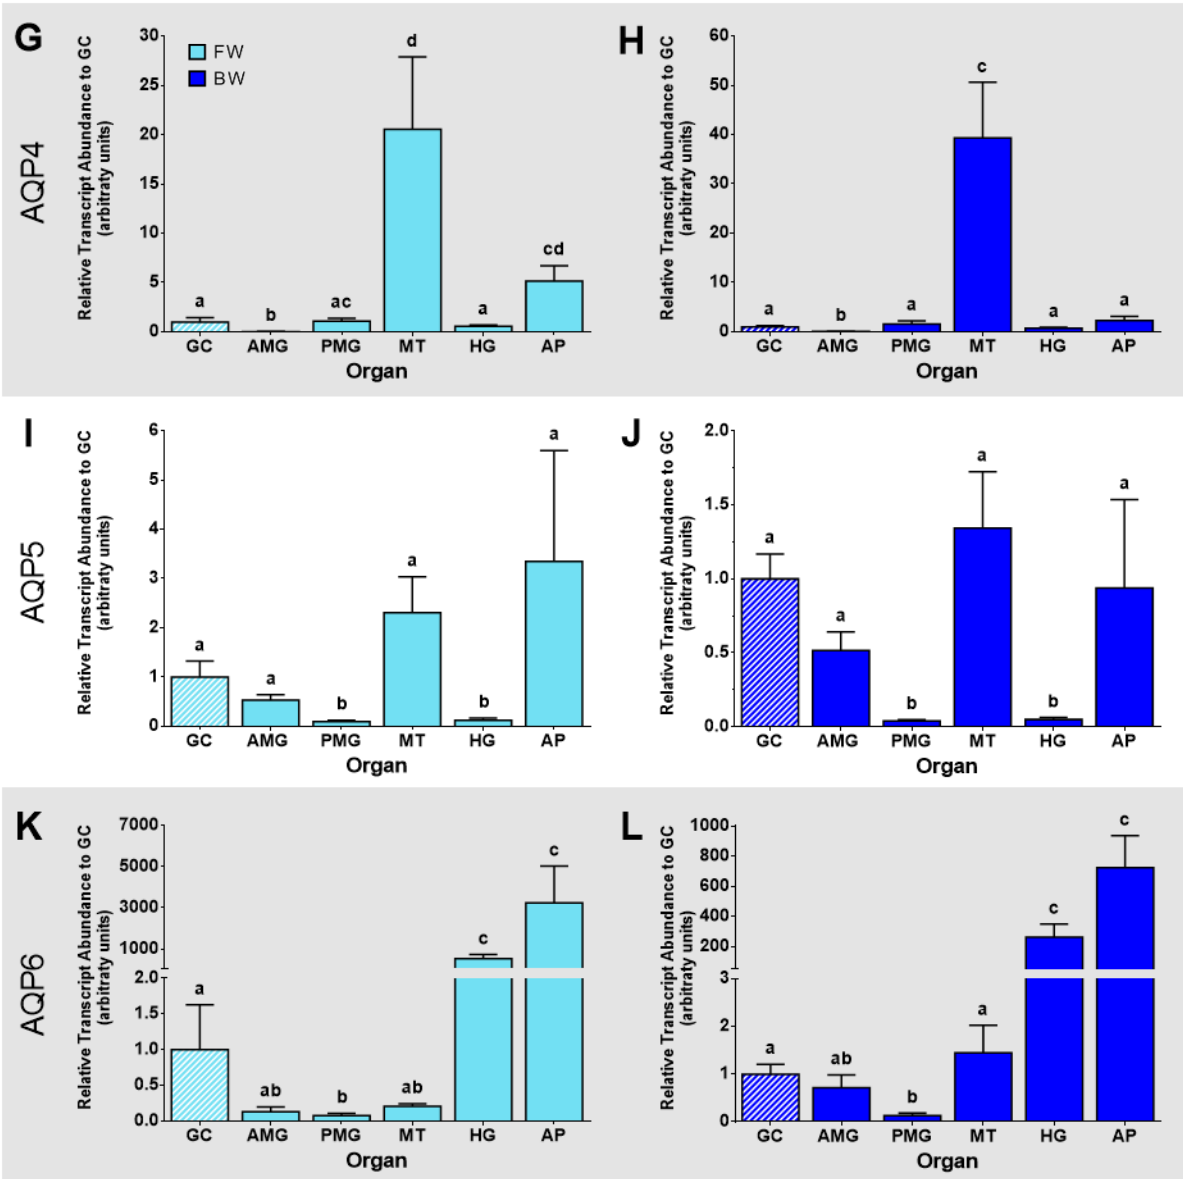 G
H
AQP4
Relative Transcript Abundance to GC
(arbitraty units)
30
25
20
15
10
5
0
FW
BW
a
b
ac
d
a
cd
GC AMG PMG MT HG AP
Organ
Relative Transcript Abundance to GC
(arbitraty units)
60
50
40
30
20
10
0
a
b
a
c
a
a
GC AMG PMG MT HG AP
Organ
I
J
AQP5
Relative Transcript Abundance to GC
(arbitraty units)
6
5
4
3
2
1
0
a
a
b
a
b
a
GC AMG PMG MT HG AP
Organ
Relative Transcript Abundance to GC
(arbitraty units)
2.0
1.5
1.0
0.5
0.0
a
a
b
a
b
a
GC AMG PMG MT HG AP
Organ
K
L
AQP6
Relative Transcript Abundance to GC
(arbitraty units)
7000
5000
3000
1000
2.0
1.5
1.0
0.5
0.0
a
ab
b
ab
c
c
GC AMG PMG MT HG AP
Organ
Relative Transcript Abundance to GC
(arbitraty units)
1000
800
600
400
200
3
2
1
0
a
ab
b
a
c
c
GC AMG PMG MT HG AP
Organ